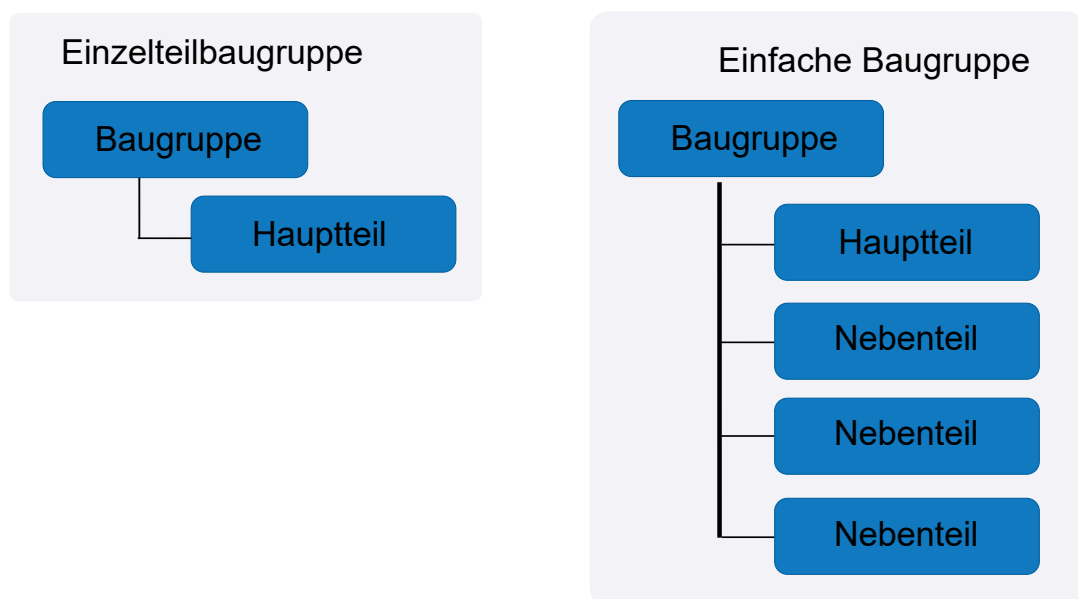 Einzelteilbaugruppe
Baugruppe
Hauptteil
Einfache Baugruppe
Baugruppe
Hauptteil
Nebenteil
Nebenteil
Nebenteil